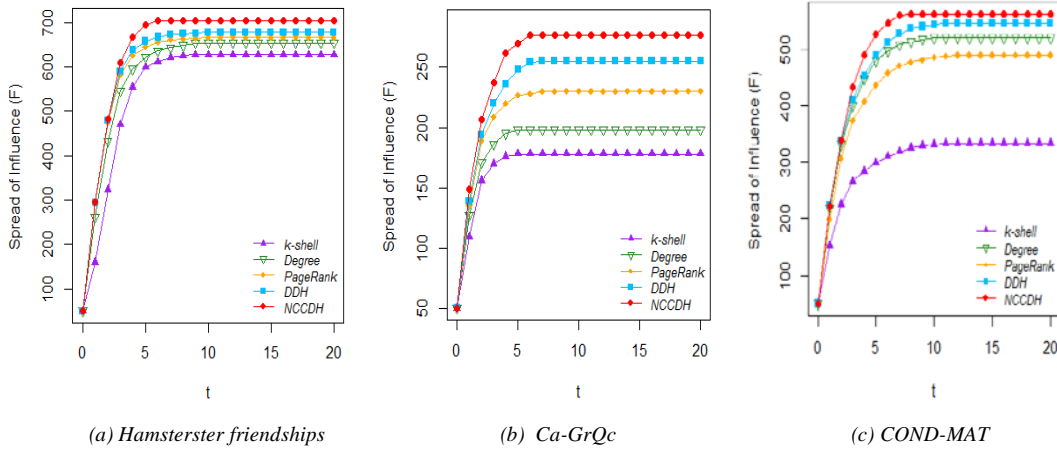 Spread of Influence (F)
700
600
500
400
300
200
100
k-shell
Degree
PageRank
DDH
NCCDH
0 5 10 15 20
t
(a) Hamsterster friendships
Spread of Influence (F)
250
200
150
100
50
k-shell
Degree
PageRank
DDH
NCCDH
0 5 10 15 20
t
(b) Ca-GrQc
Spread of Influence (F)
500
400
300
200
100
k-shell
Degree
PageRank
DDH
NCCDH
0 5 10 15 20
t
(c) COND-MAT